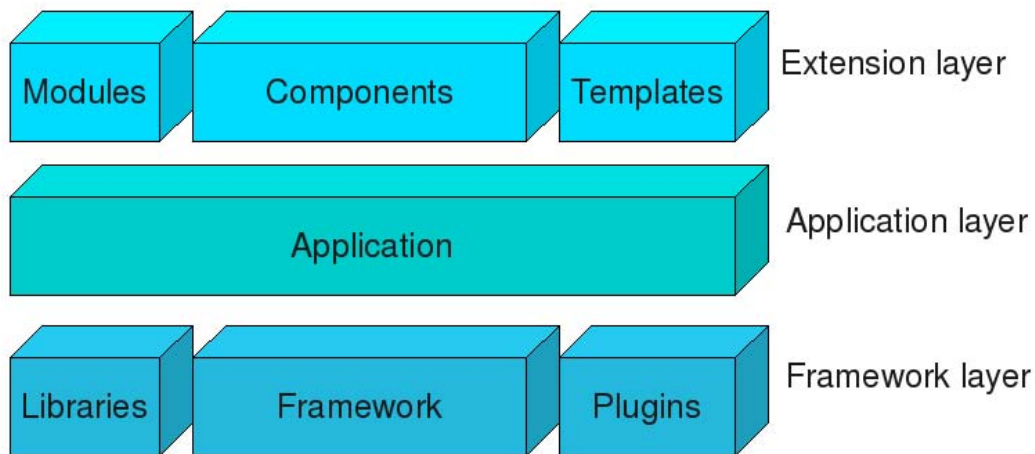 Modules Components Templates Extension layer
Application Application layer
Libraries Framework Plugins Framework layer